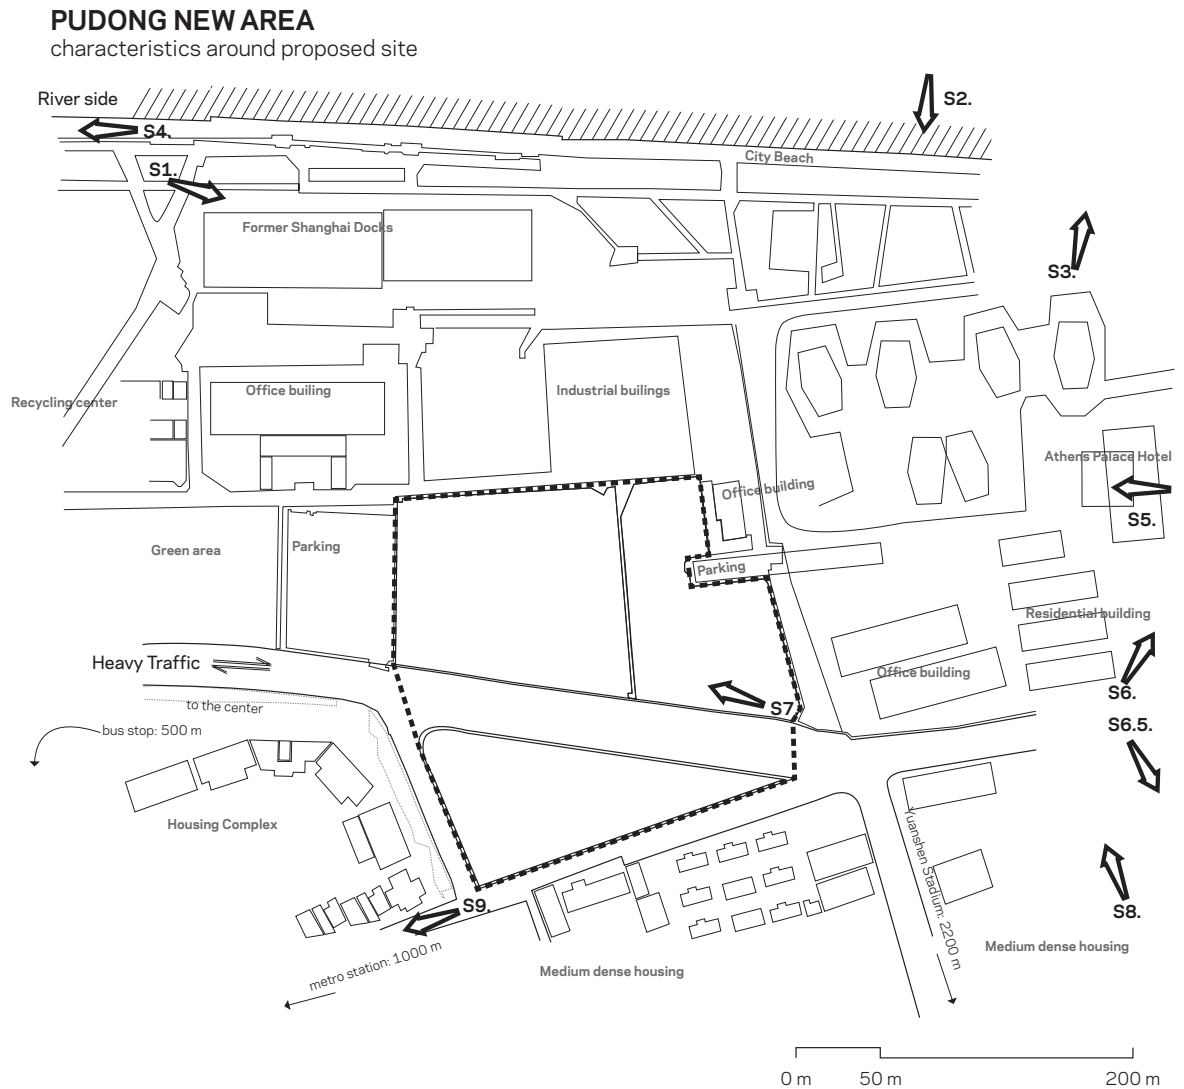 PUDONG NEW AREA
characteristics around proposed site
River side
S4.
S2.
City Beach
S1.
Former Shanghai Docks
S3.
Recycling center
Office builing
Industrial builings
Athens Palace Hotel
Office building
S5.
Green area
Parking
Parking
Residential building
Heavy Traffic
Office building
S6.
to the center
S7
S6.5.
bus stop: 500 m
Housing Complex
Yuanshen Stadium: 2200 m
S9.
S8.
metro station: 1000 m
Medium dense housing
Medium dense housing
0 m
50 m
200 m